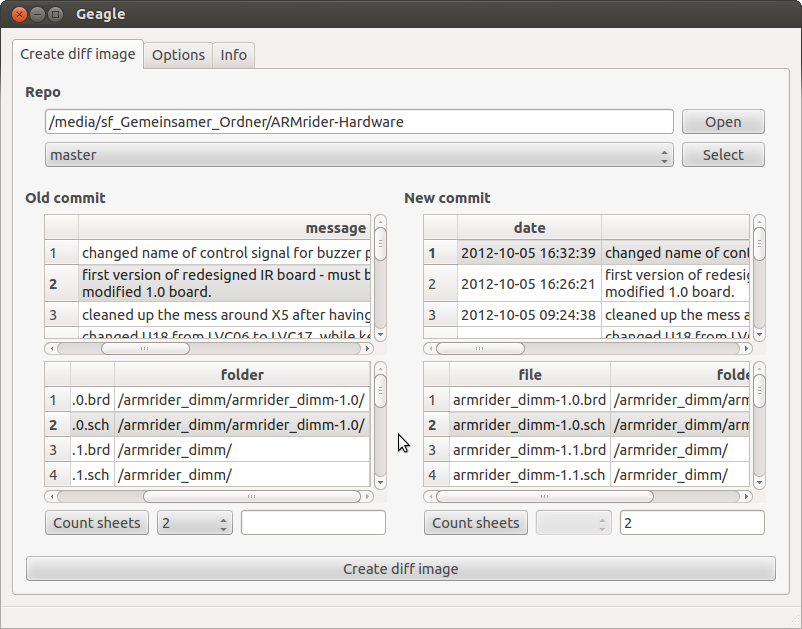 Geagle
Create diff image Options Info
Repo
/media/sf_Gemeinsamer_Ordner/ARMrider-Hardware Open
master Select
Old commit
message
1 changed name of control signal for buzzer p
2 first version of redesigned IR board - must b
modified 1.0 board.
3 cleaned up the mess around X5 after having
changed U18 from LVC06 to LVC17, while ke
folder
1 .0.brd /armrider_dimm/armrider_dimm-1.0/
2 .0.sch /armrider_dimm/armrider_dimm-1.0/
3 .1.brd /armrider_dimm/
4 .1.sch /armrider_dimm/
Count sheets 2
New commit
date
1 2012-10-05 16:32:39 changed name of cont
2 2012-10-05 16:26:21 first version of redesig
modified 1.0 board.
3 2012-10-05 09:24:38 cleaned up the mess a
changed U18 from LVC
file folde
1 armrider_dimm-1.0.brd /armrider_dimm/arm
2 armrider_dimm-1.0.sch /armrider_dimm/arm
3 armrider_dimm-1.1.brd /armrider_dimm/
4 armrider_dimm-1.1.sch /armrider_dimm/
Count sheets 2
Create diff image